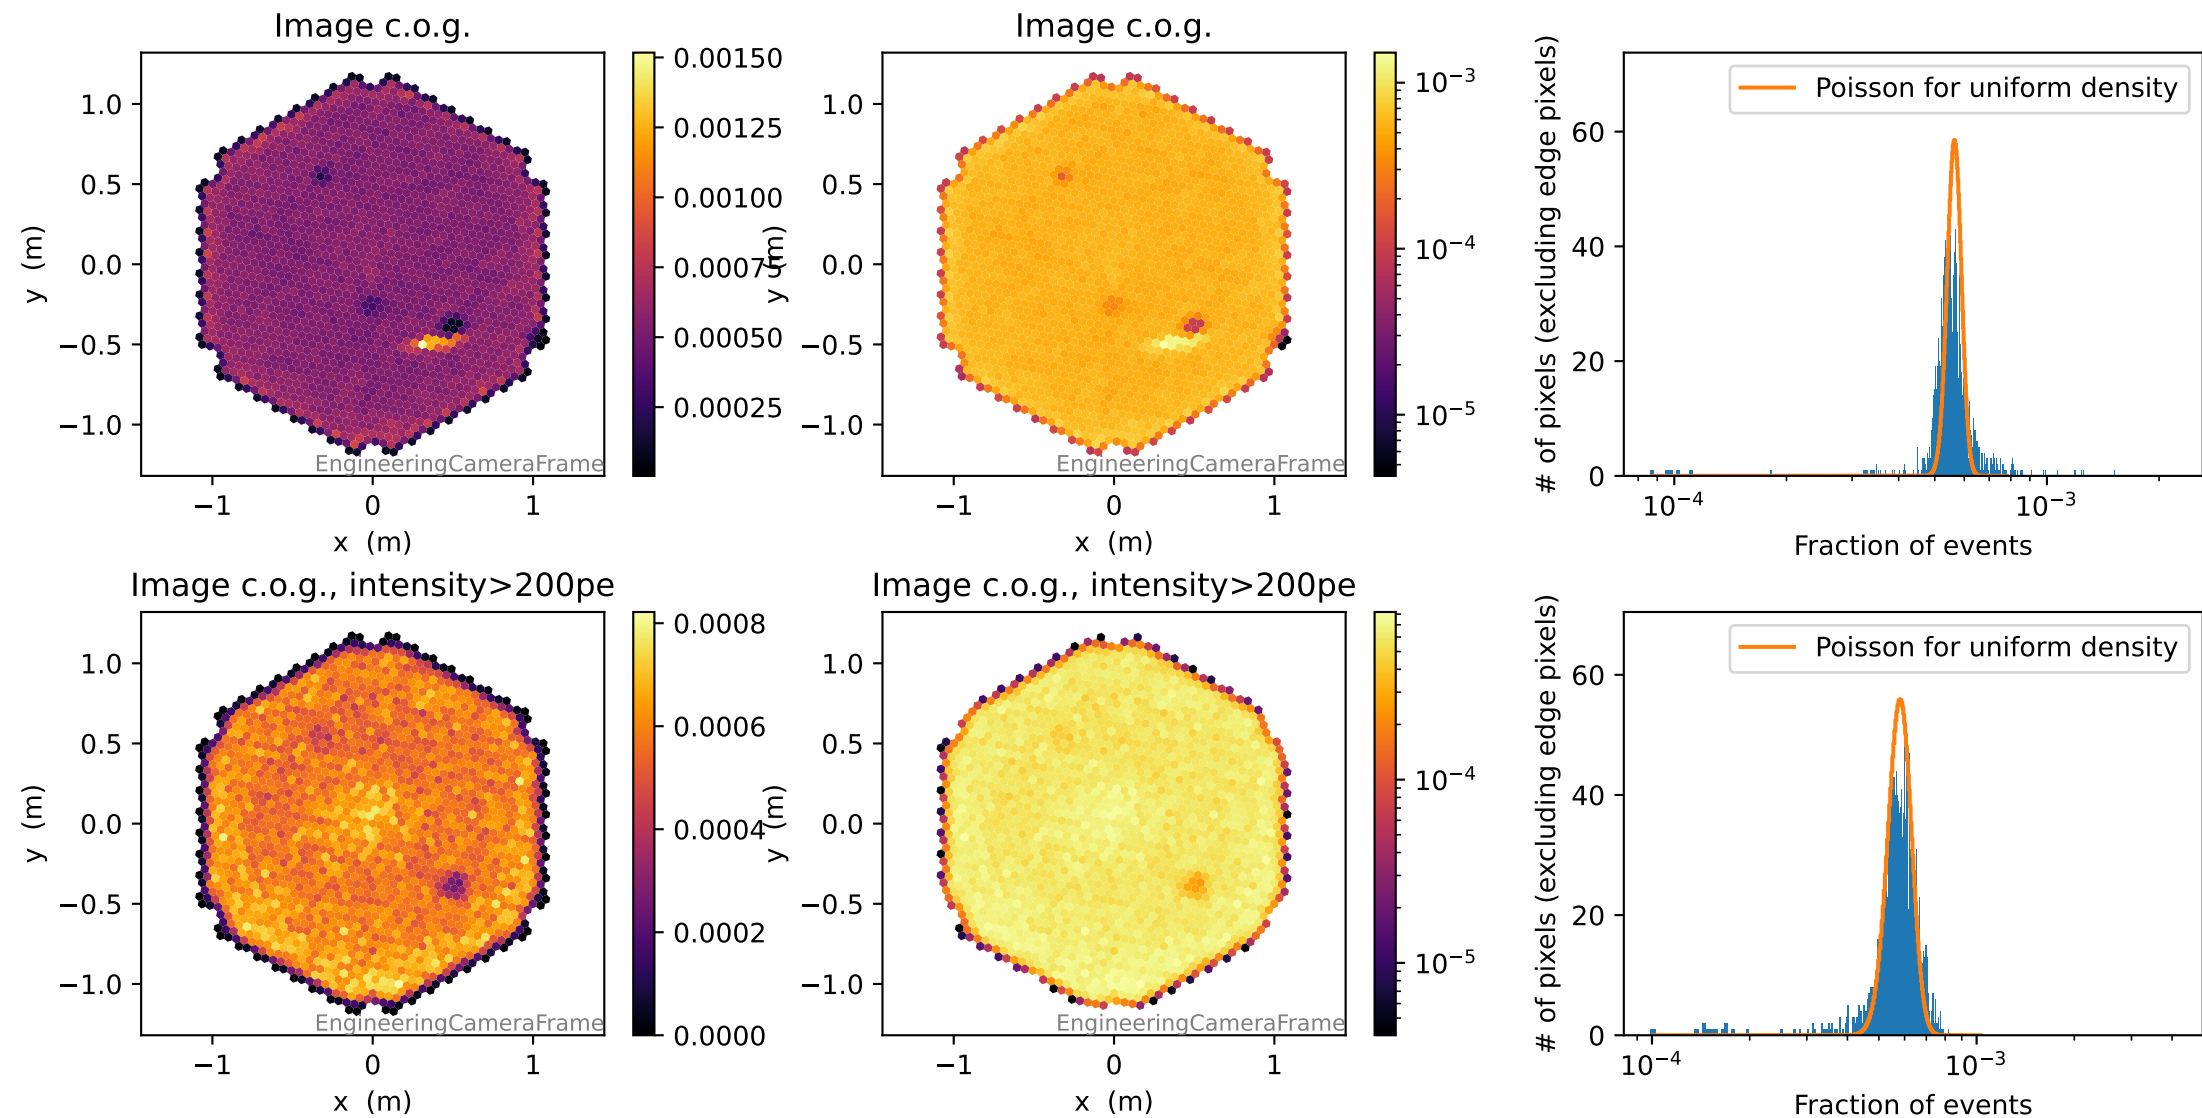 Image c.o.g.
1.0
0.5
0.0
−0.5
−1.0
y (m)
−1
0
1
x (m)
EngineeringCameraFrame
0.00150
0.00125
0.00100
0.00075
0.00050
0.00025
Image c.o.g.
1.0
0.5
0.0
−0.5
−1.0
y (m)
−1
0
1
x (m)
EngineeringCameraFrame
10⁻³
10⁻⁴
10⁻⁵
# of pixels (excluding edge pixels)
60
40
20
0
Poisson for uniform density
10⁻⁴
10⁻³
Fraction of events
Image c.o.g., intensity>200pe
1.0
0.5
0.0
−0.5
−1.0
y (m)
−1
0
1
x (m)
EngineeringCameraFrame
0.0008
0.0006
0.0004
0.0002
0.0000
Image c.o.g., intensity>200pe
1.0
0.5
0.0
−0.5
−1.0
y (m)
−1
0
1
x (m)
EngineeringCameraFrame
10⁻⁴
10⁻⁵
# of pixels (excluding edge pixels)
60
40
20
0
Poisson for uniform density
10⁻⁴
10⁻³
Fraction of events